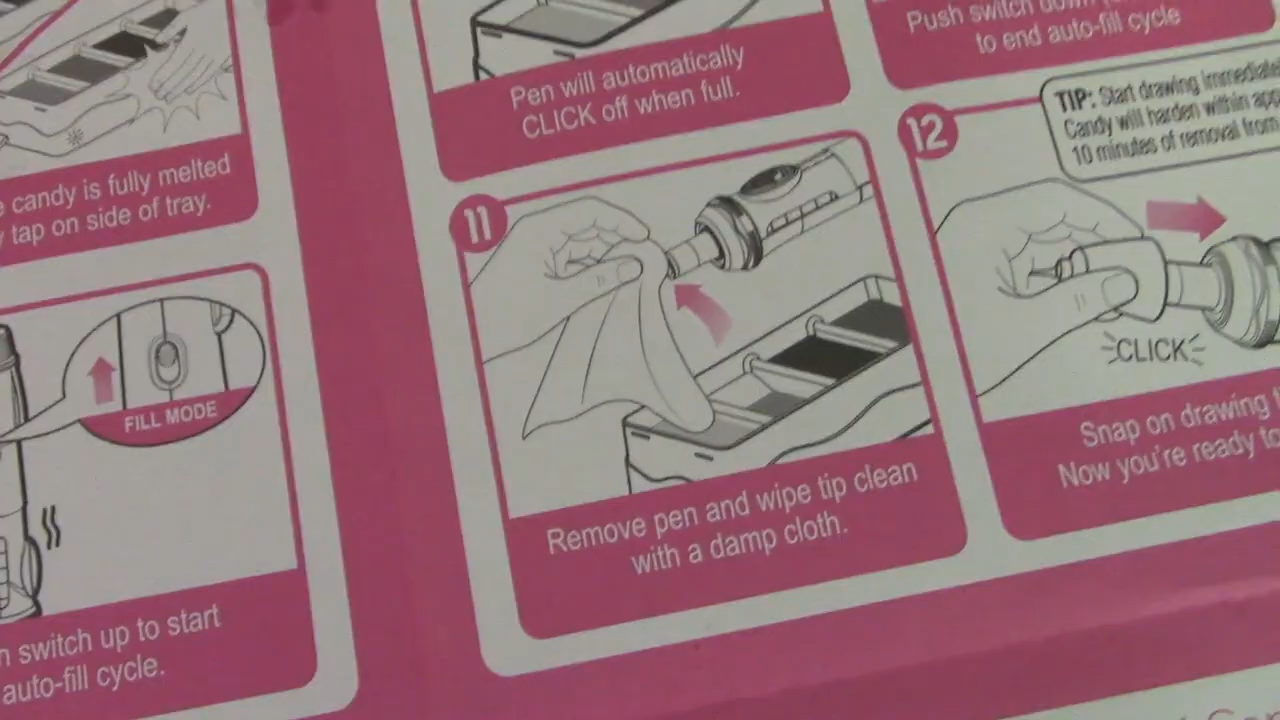 candy is fully melted
tap on side of tray.
FILL MODE
switch up to start
auto-fill cycle.
Pen will automatically
CLICK off when full.
11
Remove pen and wipe tip clean
with a damp cloth.
Push switch down
to end auto-fill cycle
12
TIP: Start drawing immediate
Candy will harden within app
10 minutes of removal from
CLICK
Snap on drawing
Now you're ready to